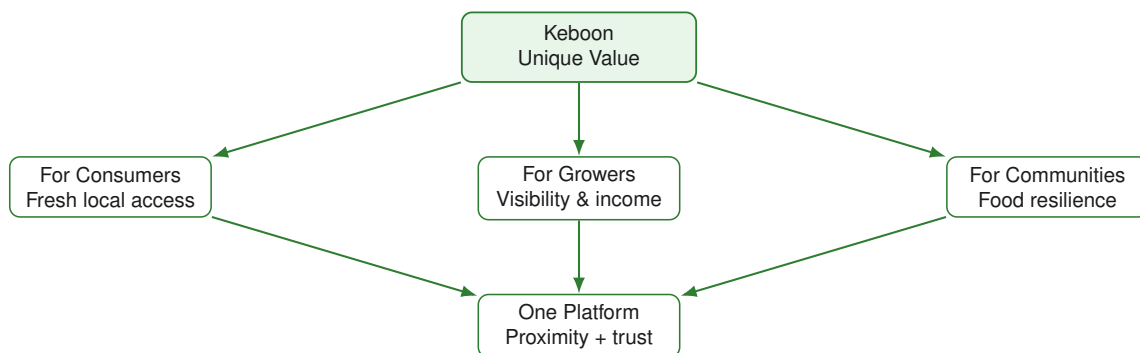 Keboon
Unique Value
For Consumers
Fresh local access
For Growers
Visibility & income
For Communities
Food resilience
One Platform
Proximity + trust